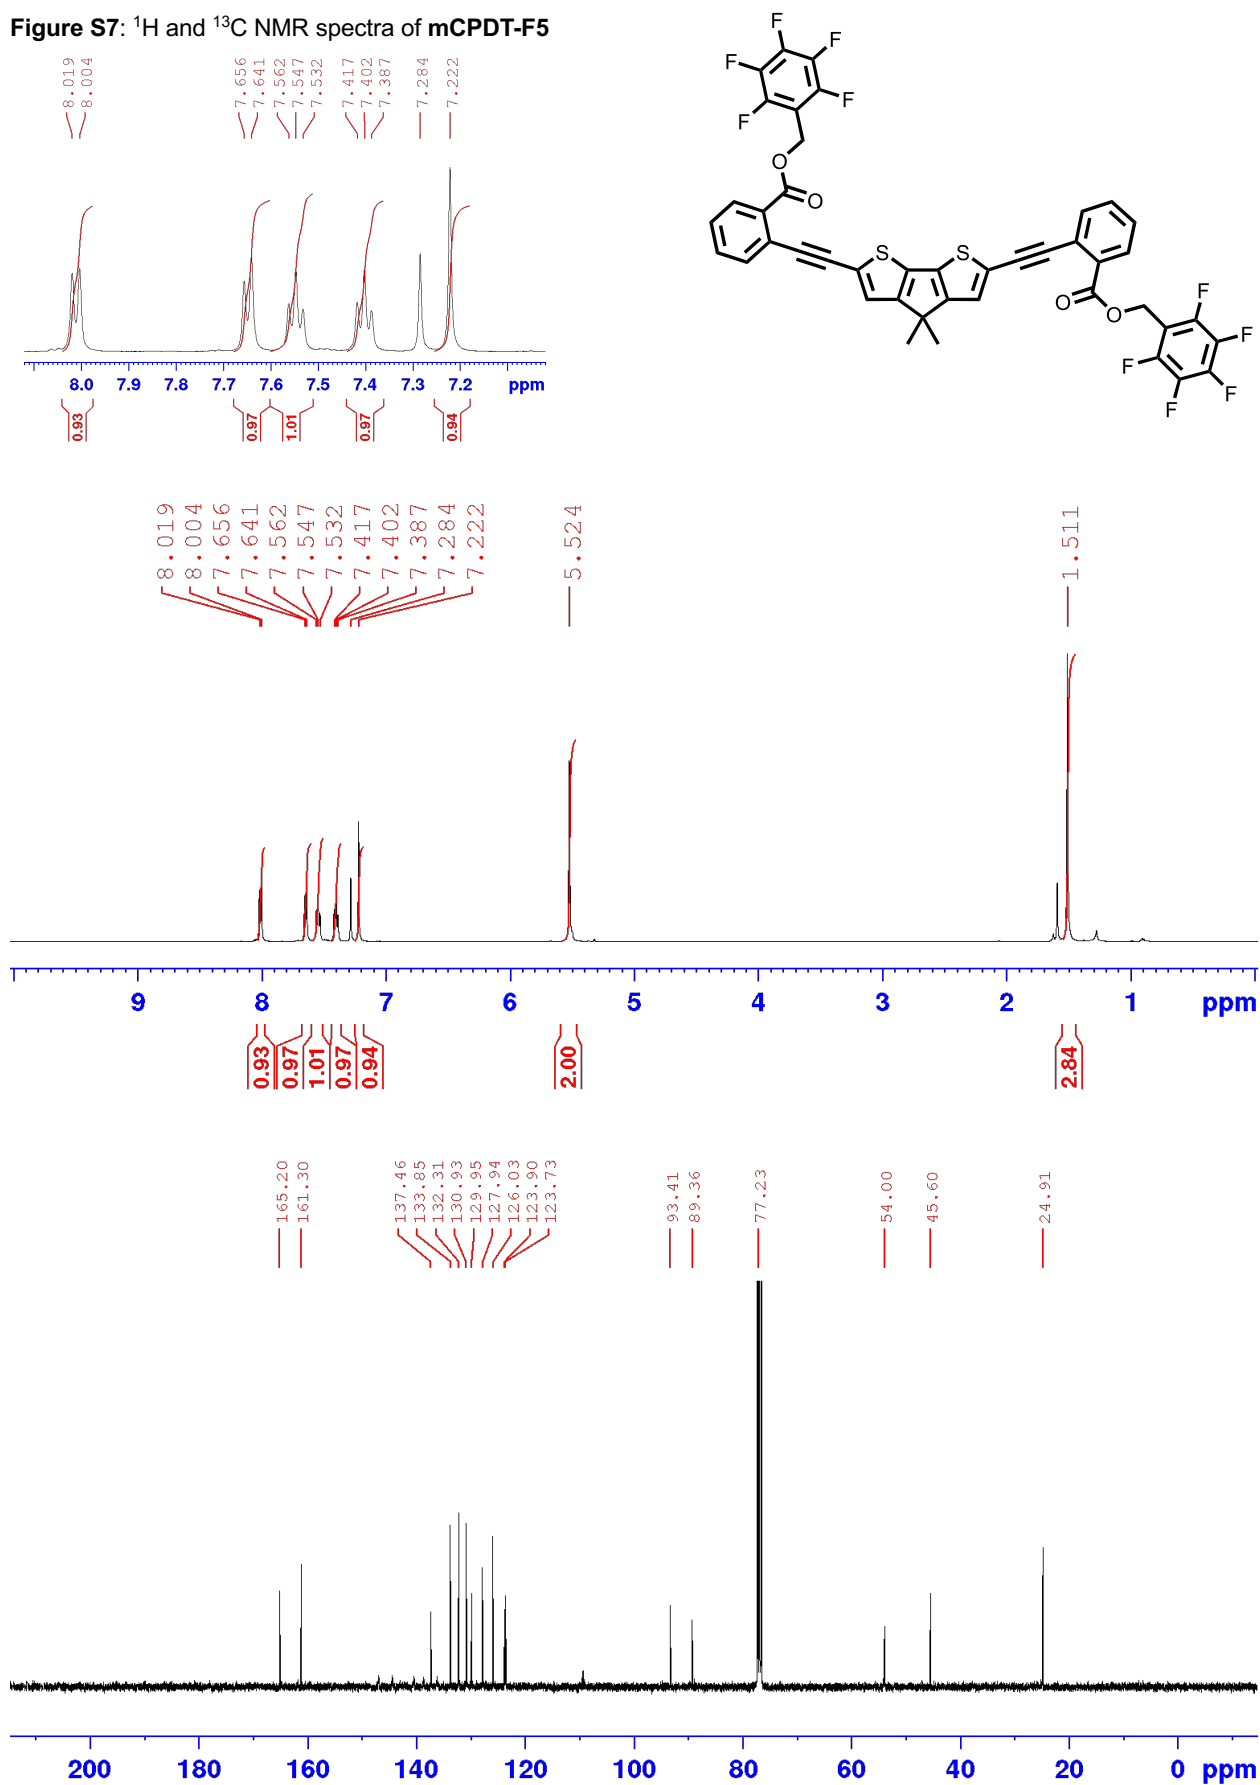 Figure S7: ¹H and ¹³C NMR spectra of mCPDT-F5
8.019
8.004
7.656
7.641
7.562
7.547
7.532
7.417
7.402
7.387
7.284
7.222
8.0 7.9 7.8 7.7 7.6 7.5 7.4 7.3 7.2 ppm
0.93 0.97 1.01 0.97 0.94
F
F F
F F
O
O
S S
O
O
F
F F
F F
8.019
8.004
7.656
7.641
7.562
7.547
7.532
7.417
7.402
7.387
7.284
7.222
5.524
1.511
9 8 7 6 5 4 3 2 1 ppm
0.93 0.97 1.01 0.97 0.94 2.00 2.84
165.20
161.30
137.46
133.85
132.31
130.93
129.95
127.94
126.03
123.90
123.73
93.41
89.36
77.23
54.00
45.60
24.91
200 180 160 140 120 100 80 60 40 20 0 ppm